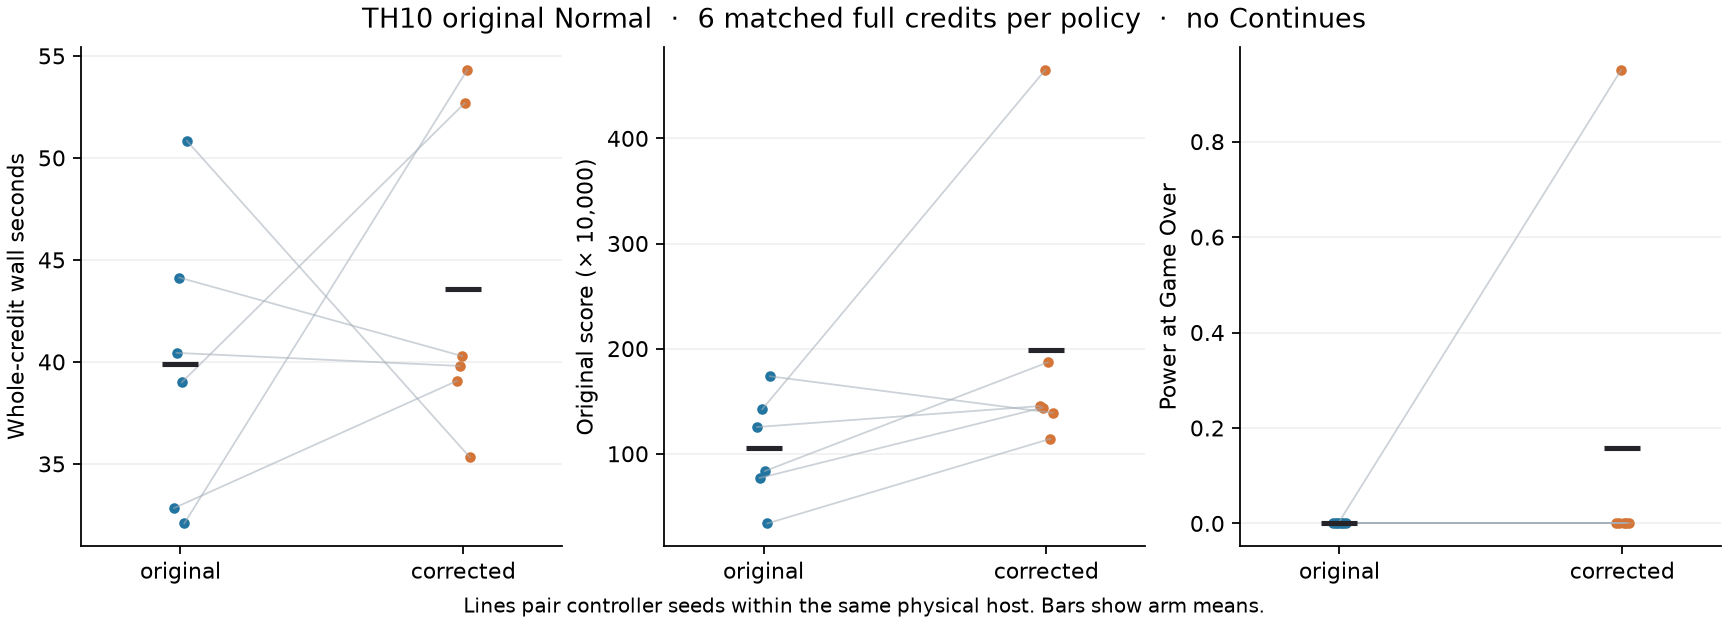 TH10 original Normal · 6 matched full credits per policy · no Continues
Whole-credit wall seconds
55
50
45
40
35
original
corrected
Original score (× 10,000)
400
300
200
100
original
corrected
Power at Game Over
0.8
0.6
0.4
0.2
0.0
original
corrected
Lines pair controller seeds within the same physical host. Bars show arm means.